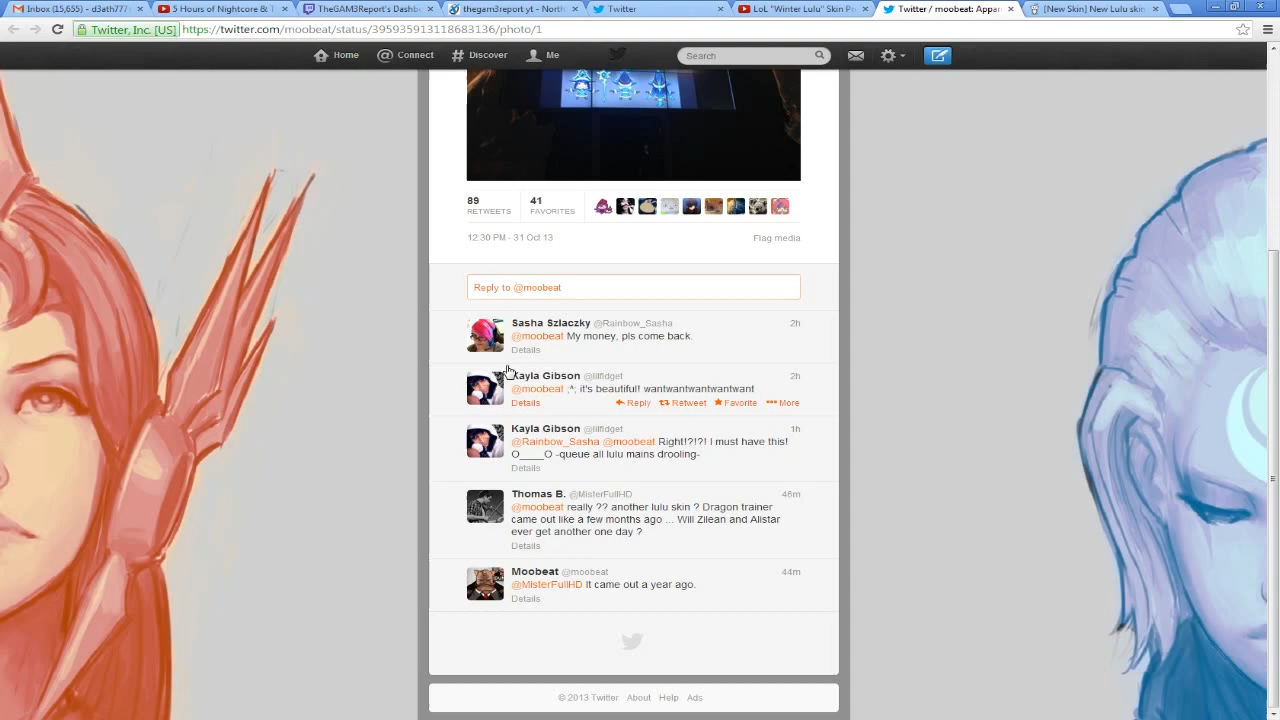 Inbox (15,655) - d3ath777
5 Hours of Nightcore & T
TheGAM3Report's Dashbo
thegam3report yt - North
Twitter
LoL "Winter Lulu" Skin Pr
Twitter / moobeat: Appar
[New Skin] New Lulu skin
Twitter, Inc. [US] https://twitter.com/moobeat/status/395935913118683136/photo/1
Home @ Connect # Discover Me Search
89 41
RETWEETS FAVORITES
12:30 PM - 31 Oct 13 Flag media
Reply to @moobeat
Sasha Szlaczky @Rainbow_Sasha 2h
@moobeat My money, pls come back.
Details
Kayla Gibson @lilfidget 2h
@moobeat ;^; it's beautiful! wantwantwantwantwant
Details Reply Retweet Favorite More
Kayla Gibson @lilfidget 1h
@Rainbow_Sasha @moobeat Right!?!?! I must have this!
O____O -queue all lulu mains drooling-
Details
Thomas B. @MisterFullHD 46m
@moobeat really ?? another lulu skin ? Dragon trainer
came out like a few months ago ... Will Zilean and Alistar
ever get another one day ?
Details
Moobeat @moobeat 44m
@MisterFullHD It came out a year ago.
Details
© 2013 Twitter About Help Ads